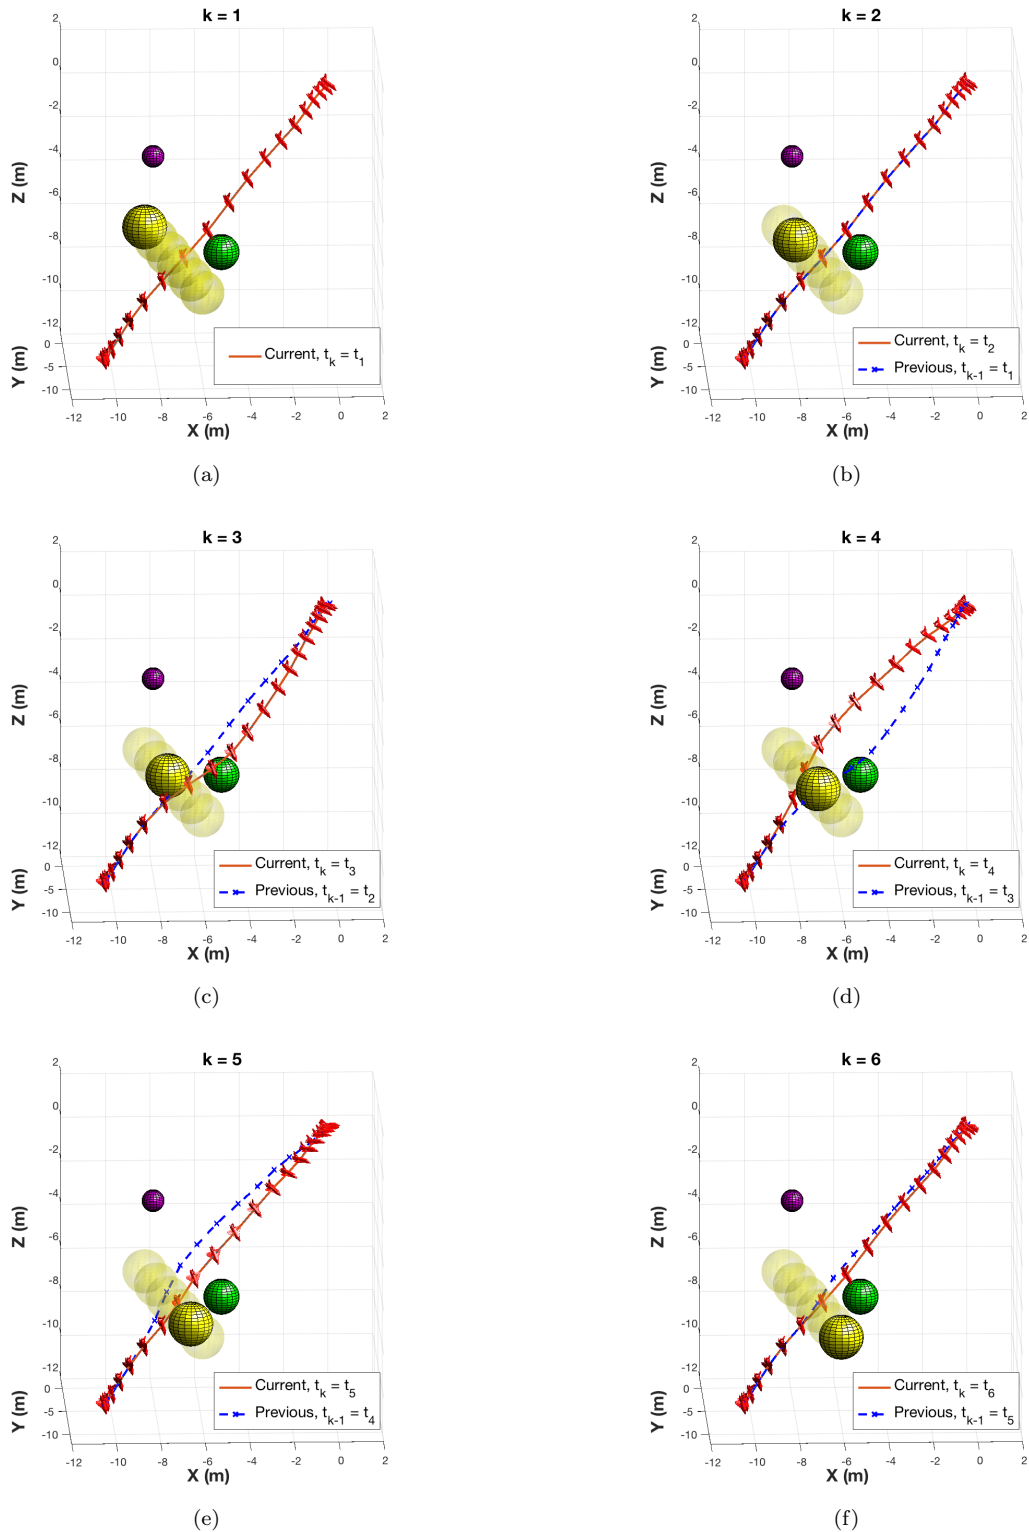 k = 1
2
0
-2
-4
-6
-8
-10
-12
Z (m)
0
-5
-10
Y (m)
-12 -10 -8 -6 -4 -2 0 2
X (m)
Current, t_k = t_1
(a)
k = 2
2
0
-2
-4
-6
-8
-10
-12
Z (m)
0
-5
-10
Y (m)
-12 -10 -8 -6 -4 -2 0 2
X (m)
Current, t_k = t_2
Previous, t_{k-1} = t_1
(b)
k = 3
2
0
-2
-4
-6
-8
-10
-12
Z (m)
0
-5
-10
Y (m)
-12 -10 -8 -6 -4 -2 0 2
X (m)
Current, t_k = t_3
Previous, t_{k-1} = t_2
(c)
k = 4
2
0
-2
-4
-6
-8
-10
-12
Z (m)
0
-5
-10
Y (m)
-12 -10 -8 -6 -4 -2 0 2
X (m)
Current, t_k = t_4
Previous, t_{k-1} = t_3
(d)
k = 5
2
0
-2
-4
-6
-8
-10
-12
Z (m)
0
-5
-10
Y (m)
-12 -10 -8 -6 -4 -2 0 2
X (m)
Current, t_k = t_5
Previous, t_{k-1} = t_4
(e)
k = 6
2
0
-2
-4
-6
-8
-10
-12
Z (m)
0
-5
-10
Y (m)
-12 -10 -8 -6 -4 -2 0 2
X (m)
Current, t_k = t_6
Previous, t_{k-1} = t_5
(f)